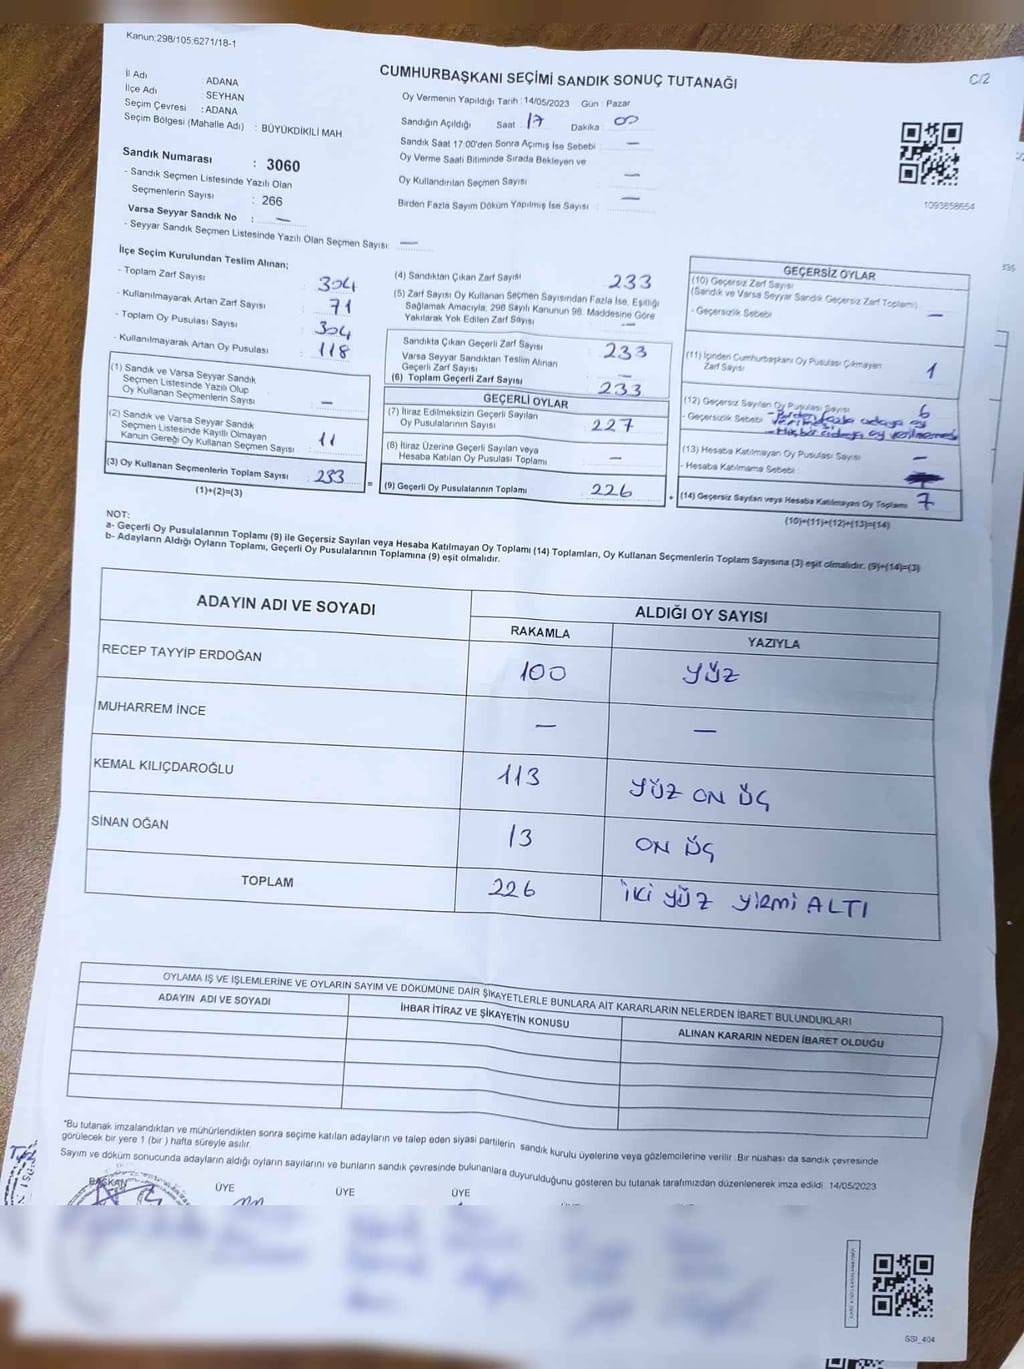 Kanun:298/105;6271/18-1
C/2
CUMHURBAŞKANI SEÇİMİ SANDIK SONUÇ TUTANAĞI
İl Adı ADANA
İlçe Adı : SEYHAN
Seçim Çevresi : ADANA
Seçim Bölgesi (Mahalle Adı) : BÜYÜKDİKİLİ MAH
Sandık Numarası : 3060
- Sandık Seçmen Listesinde Yazılı Olan
Seçmenlerin Sayısı : 266
Varsa Seyyar Sandık No : —
- Seyyar Sandık Seçmen Listesinde Yazılı Olan Seçmen Sayısı: —
Oy Vermenin Yapıldığı Tarih : 14/05/2023 Gün : Pazar
Sandığın Açıldığı Saat : 17 Dakika : 00
Sandık Saat 17:00'den Sonra Açımış İse Sebebi : —
Oy Verme Saati Bitiminde Sırada Bekleyen ve
Oy Kullandırılan Seçmen Sayısı : —
Birden Fazla Sayım Döküm Yapılmış İse Sayısı : —
1093858654
İlçe Seçim Kurulundan Teslim Alınan;
- Toplam Zarf Sayısı : 304
- Kullanılmayarak Artan Zarf Sayısı : 71
- Toplam Oy Pusulası Sayısı : 304
- Kullanılmayarak Artan Oy Pusulası : 118
(1) Sandık ve Varsa Seyyar Sandık
Seçmen Listesinde Yazılı Olup
Oy Kullanan Seçmenlerin Sayısı : —
(2) Sandık ve Varsa Seyyar Sandık
Seçmen Listesinde Kayıtlı Olmayan
Kanun Gereği Oy Kullanan Seçmen Sayısı : 11
(3) Oy Kullanan Seçmenlerin Toplam Sayısı : 233
(1)+(2)=(3)
(4) Sandıktan Çıkan Zarf Sayısı : 233
(5) Zarf Sayısı Oy Kullanan Seçmen Sayısından Fazla İse, Eşitliği
Sağlamak Amacıyla, 298 Sayılı Kanunun 98. Maddesine Göre
Yakılarak Yok Edilen Zarf Sayısı : —
Sandıkta Çıkan Geçerli Zarf Sayısı : 233
Varsa Seyyar Sandıktan Teslim Alınan
Geçerli Zarf Sayısı : —
(6) Toplam Geçerli Zarf Sayısı 233
GEÇERLİ OYLAR
(7) İtiraz Edilmeksizin Geçerli Sayılan
Oy Pusulalarının Sayısı : 227
(8) İtiraz Üzerine Geçerli Sayılan veya
Hesaba Katılan Oy Pusulası Toplamı : —
(9) Geçerli Oy Pusulalarının Toplamı : 226
GEÇERSİZ OYLAR
(10) Geçersiz Zarf Sayısı
(Sandık ve Varsa Seyyar Sandık Geçersiz Zarf Toplamı)
- Geçersizlik Sebebi : —
(11) İçinden Cumhurbaşkanı Oy Pusulası Çıkmayan
Zarf Sayısı 1
(12) Geçersiz Sayılan Oy Pusulası Sayısı 6
- Geçersizlik Sebebi : - Birden fazla adaya oy
verilmesi
- Hiç bir adaya oy verilmemesi
(13) Hesaba Katılmayan Oy Pusulası Sayısı —
- Hesaba Katılmama Sebebi :
(14) Geçersiz Sayılan veya Hesaba Katılmayan Oy Toplamı : 7
(10)+(11)+(12)+(13)=(14)
NOT:
a- Geçerli Oy Pusulalarının Toplamı (9) ile Geçersiz Sayılan veya Hesaba Katılmayan Oy Toplamı (14) Toplamları, Oy Kullanan Seçmenlerin Toplam Sayısına (3) eşit olmalıdır. (9)+(14)=(3)
b- Adayların Aldığı Oyların Toplamı, Geçerli Oy Pusulalarının Toplamına (9) eşit olmalıdır.
ADAYIN ADI VE SOYADI ALDIĞI OY SAYISI
RAKAMLA YAZIYLA
RECEP TAYYİP ERDOĞAN 100 YÜZ
MUHARREM İNCE — —
KEMAL KILIÇDAROĞLU 113 YÜZ ON ÜÇ
SİNAN OĞAN 13 ON ÜÇ
TOPLAM 226 İKİ YÜZ YİRMİ ALTI
OYLAMA İŞ VE İŞLEMLERİNE VE OYLARIN SAYIM VE DÖKÜMÜNE DAİR ŞİKAYETLERLE BUNLARA AİT KARARLARIN NELERDEN İBARET BULUNDUKLARI
ADAYIN ADI VE SOYADI İHBAR İTİRAZ VE ŞİKAYETİN KONUSU ALINAN KARARIN NEDEN İBARET OLDUĞU
*Bu tutanak imzalandıktan ve mühürlendikten sonra seçime katılan adayların ve talep eden siyasi partilerin sandık kurulu üyelerine veya gözlemcilerine verilir. Bir nüshası da sandık çevresinde
görülecek bir yere 1 (bir ) hafta süreyle asılır.
Sayım ve döküm sonucunda adayların aldığı oyların sayılarını ve bunların sandık çevresinde bulunanlara duyurulduğunu gösteren bu tutanak tarafımızdan düzenlenerek imza edildi 14/05/2023
BAŞKAN ÜYE ÜYE ÜYE
SSI_404